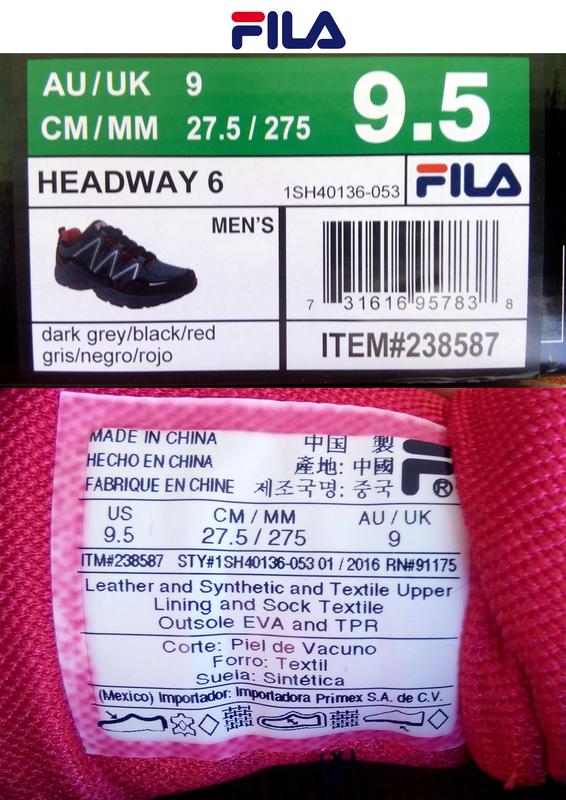 FILA
AU/UK 9
CM/MM 27.5 / 275
9.5
HEADWAY 6
1SH40136-053
FILA
MEN'S
dark grey/black/red
gris/negro/rojo
7 31616 95783 8
ITEM#238587
MADE IN CHINA
HECHO EN CHINA
FABRIQUE EN CHINE
中国 製
產地: 中國
제조국명: 중국
F®
US CM / MM AU / UK
9.5 27.5 / 275 9
ITM#238587 STY#1SH40136-053 01 / 2016 RN#91175
Leather and Synthetic and Textile Upper
Lining and Sock Textile
Outsole EVA and TPR
Corte: Piel de Vacuno
Forro: Textil
Suela: Sintética
(Mexico) Importador: Importadora Primex S.A. de C.V.